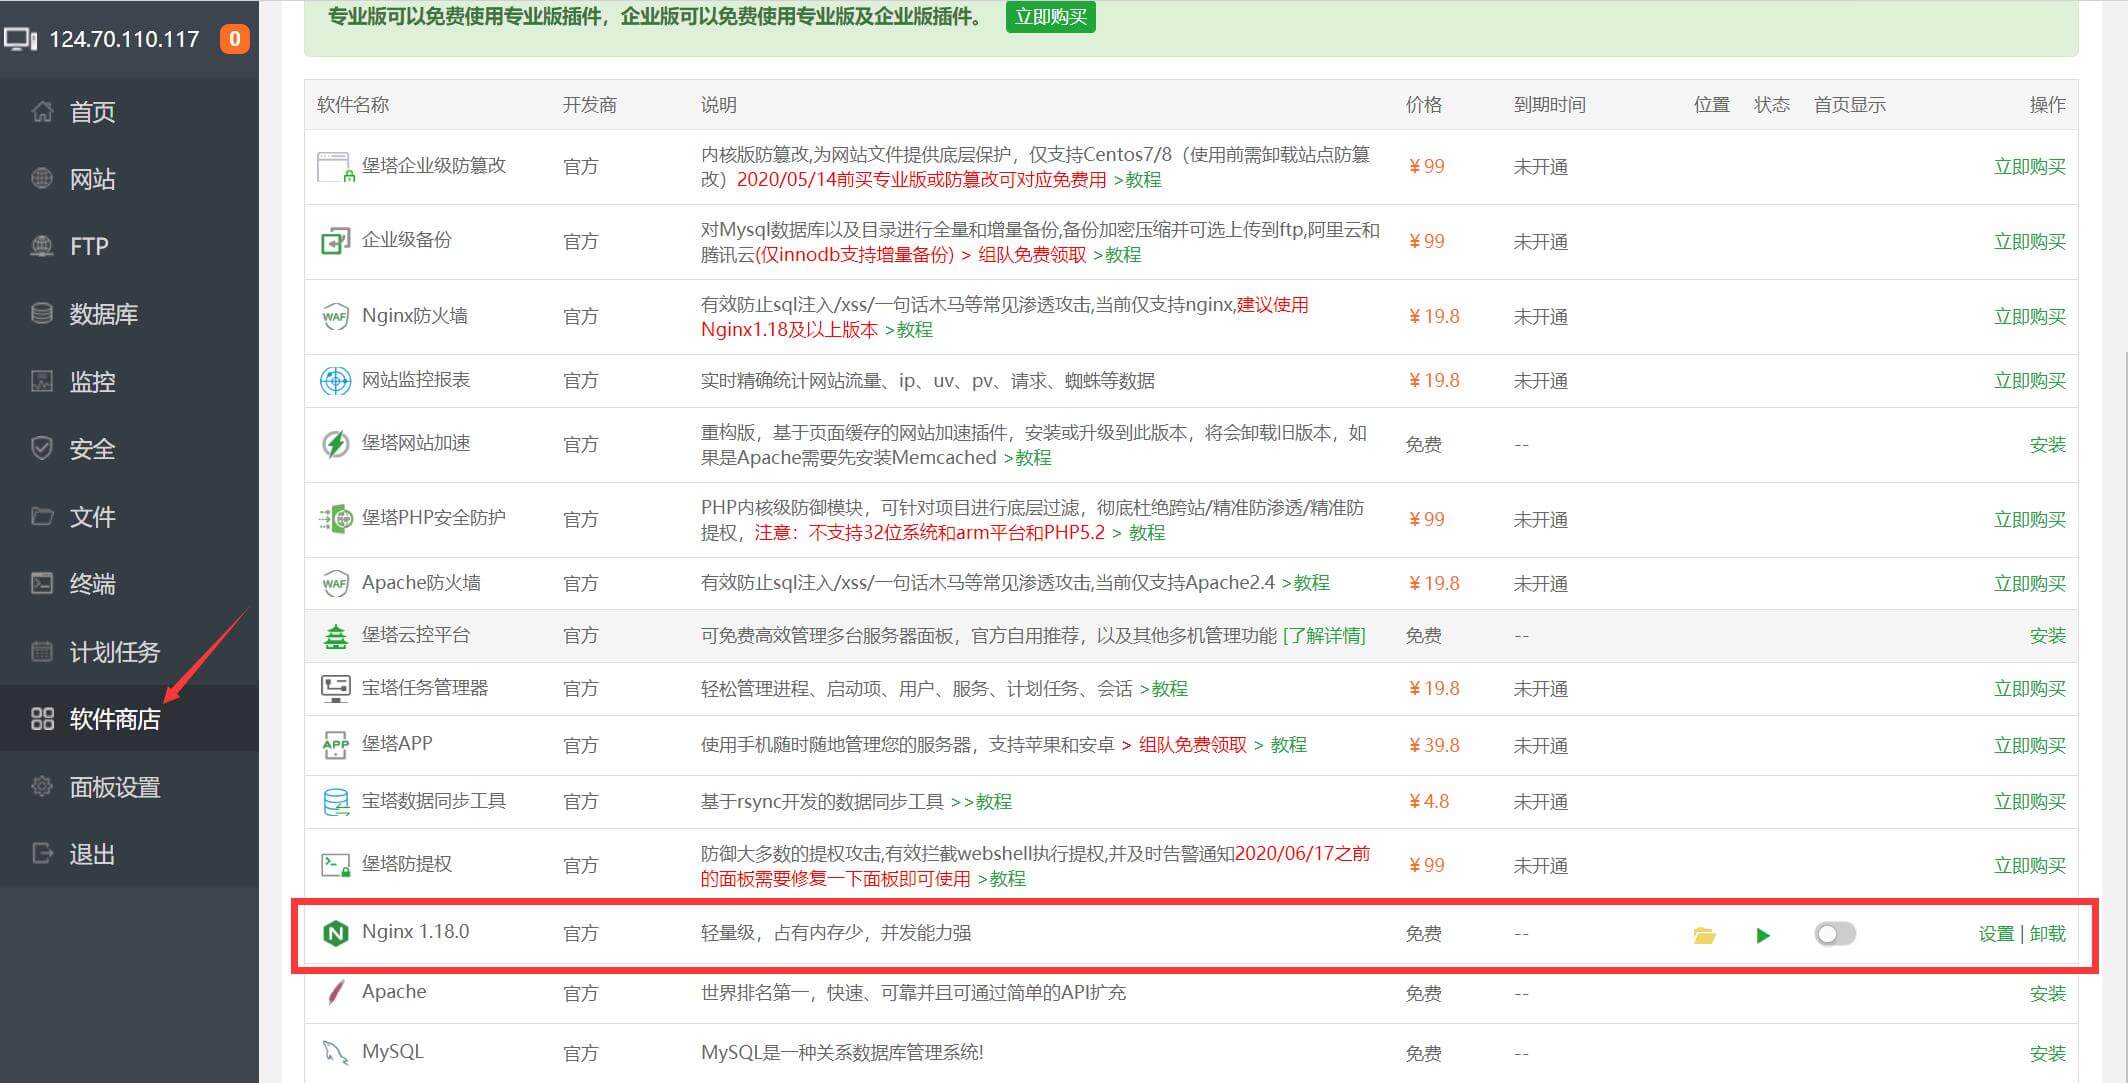 专业版可以免费使用专业版插件，企业版可以免费使用专业版及企业版插件。 立即购买
124.70.110.117 0
首页
网站
FTP
数据库
监控
安全
文件
终端
计划任务
软件商店
面板设置
退出
软件名称 开发商 说明 价格 到期时间 位置 状态 首页显示 操作
堡塔企业级防篡改 官方 内核版防篡改,为网站文件提供底层保护，仅支持Centos7/8（使用前需卸载站点防篡
改）2020/05/14前买专业版或防篡改可对应免费用 >教程 ¥99 未开通 立即购买
企业级备份 官方 对Mysql数据库以及目录进行全量和增量备份,备份加密压缩并可选上传到ftp,阿里云和
腾讯云(仅innodb支持增量备份) > 组队免费领取 >教程 ¥99 未开通 立即购买
WAF Nginx防火墙 官方 有效防止sql注入/xss/一句话木马等常见渗透攻击,当前仅支持nginx,建议使用
Nginx1.18及以上版本 >教程 ¥19.8 未开通 立即购买
网站监控报表 官方 实时精确统计网站流量、ip、uv、pv、请求、蜘蛛等数据 ¥19.8 未开通 立即购买
堡塔网站加速 官方 重构版，基于页面缓存的网站加速插件，安装或升级到此版本，将会卸载旧版本，如
果是Apache需要先安装Memcached >教程 免费 -- 安装
堡塔PHP安全防护 官方 PHP内核级防御模块，可针对项目进行底层过滤，彻底杜绝跨站/精准防渗透/精准防
提权，注意：不支持32位系统和arm平台和PHP5.2 > 教程 ¥99 未开通 立即购买
WAF Apache防火墙 官方 有效防止sql注入/xss/一句话木马等常见渗透攻击,当前仅支持Apache2.4 >教程 ¥19.8 未开通 立即购买
堡塔云控平台 官方 可免费高效管理多台服务器面板，官方自用推荐，以及其他多机管理功能 [了解详情] 免费 -- 安装
宝塔任务管理器 官方 轻松管理进程、启动项、用户、服务、计划任务、会话 >教程 ¥19.8 未开通 立即购买
APP 堡塔APP 官方 使用手机随时随地管理您的服务器，支持苹果和安卓 > 组队免费领取 > 教程 ¥39.8 未开通 立即购买
宝塔数据同步工具 官方 基于rsync开发的数据同步工具 >>教程 ¥4.8 未开通 立即购买
堡塔防提权 官方 防御大多数的提权攻击,有效拦截webshell执行提权,并及时告警通知2020/06/17之前
的面板需要修复一下面板即可使用 >教程 ¥99 未开通 立即购买
N Nginx 1.18.0 官方 轻量级，占有内存少，并发能力强 免费 -- 设置 | 卸载
Apache 官方 世界排名第一，快速、可靠并且可通过简单的API扩充 免费 -- 安装
MySQL 官方 MySQL是一种关系数据库管理系统! 免费 -- 安装